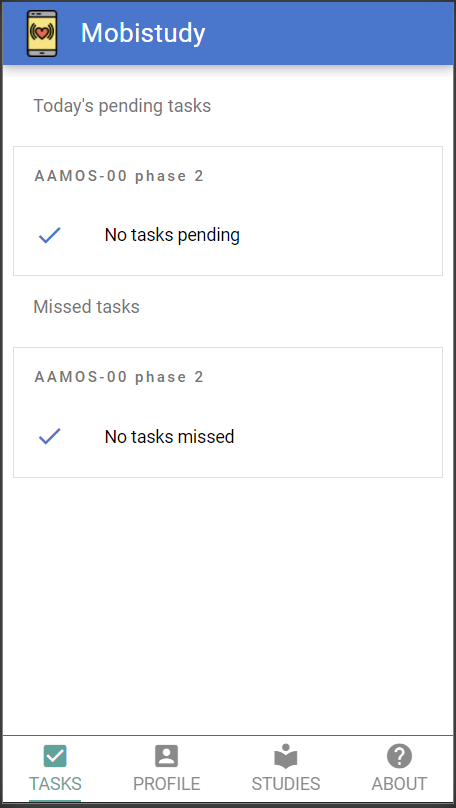 Mobistudy
Today's pending tasks
AAMOS-00 phase 2
No tasks pending
Missed tasks
AAMOS-00 phase 2
No tasks missed
TASKS PROFILE STUDIES ABOUT